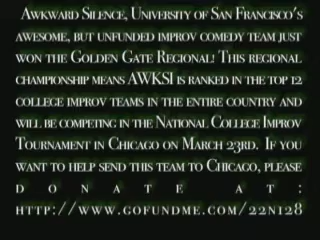 Awkward Silence, University of San Francisco's
awesome, but unfunded improv comedy team just
won the Golden Gate Regional! This regional
championship means AWKSI is ranked in the top 12
college improv teams in the entire country and
will be competing in the National College Improv
Tournament in Chicago on March 23rd. If you
want to help send this team to Chicago, please
donate at:
http://www.gofundme.com/22ni28